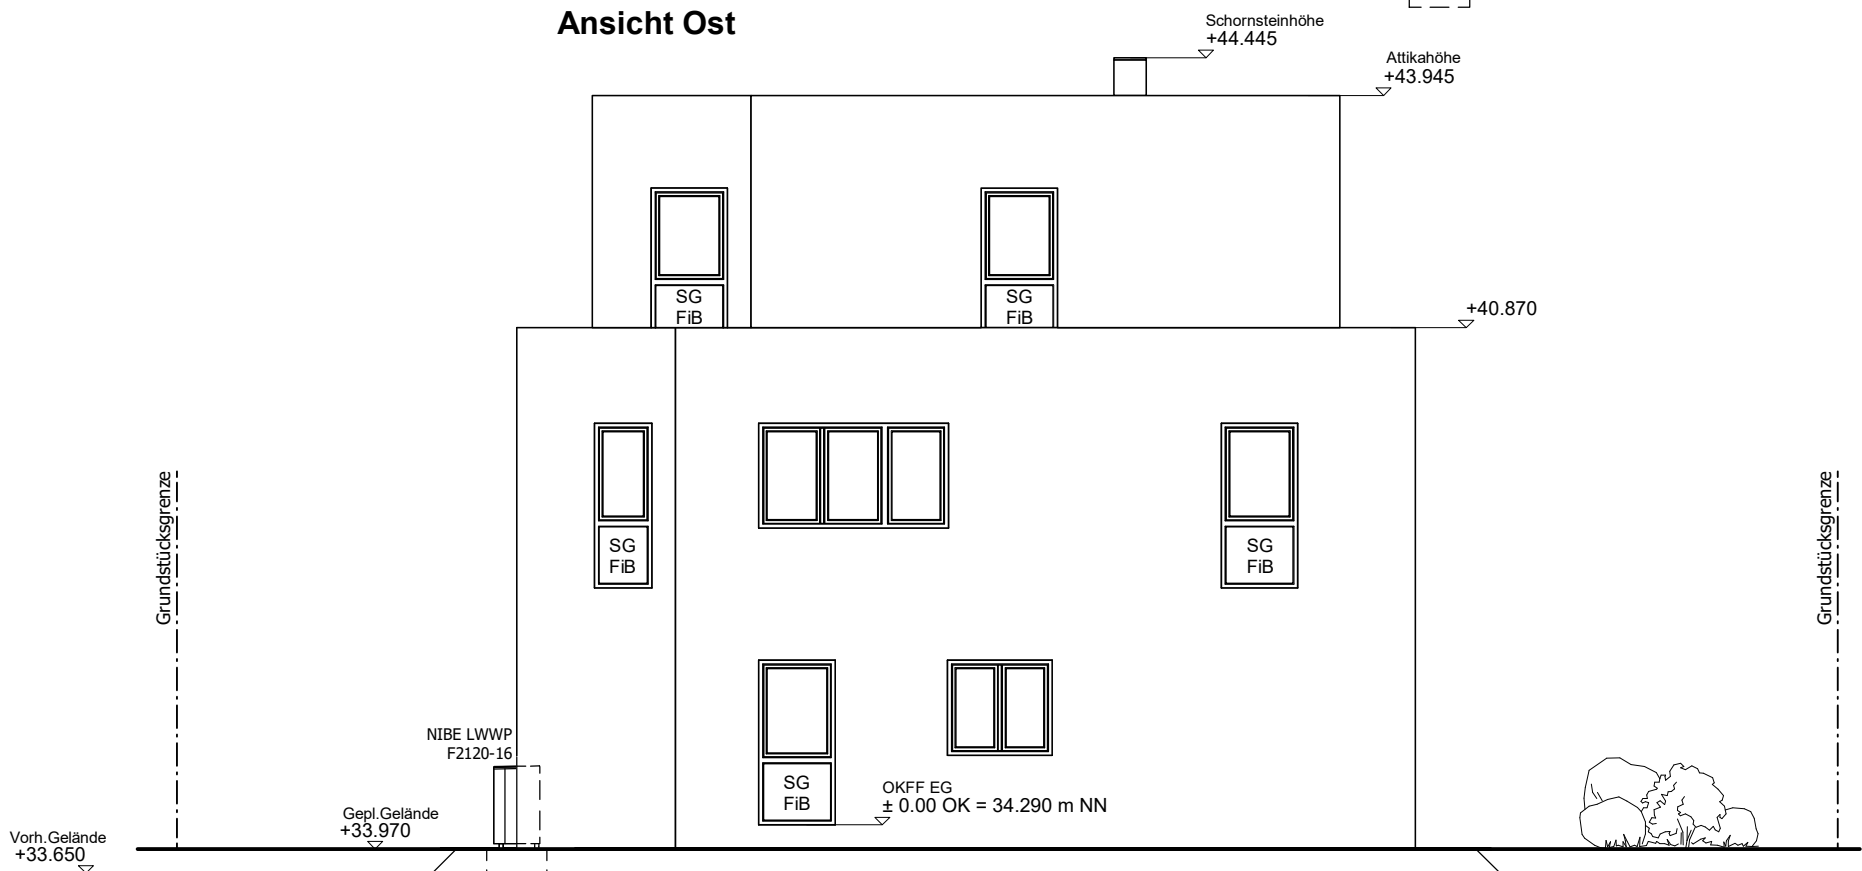 Ansicht Ost
Schornsteinhöhe
+44.445
Attikahöhe
+43.945
SG
FiB
SG
FiB
+40.870
SG
FiB
SG
FiB
Grundstücksgrenze
Grundstücksgrenze
NIBE LWWP
F2120-16
SG
FiB
OKFF EG
± 0.00 OK = 34.290 m NN
Gepl.Gelände
+33.970
Vorh.Gelände
+33.650